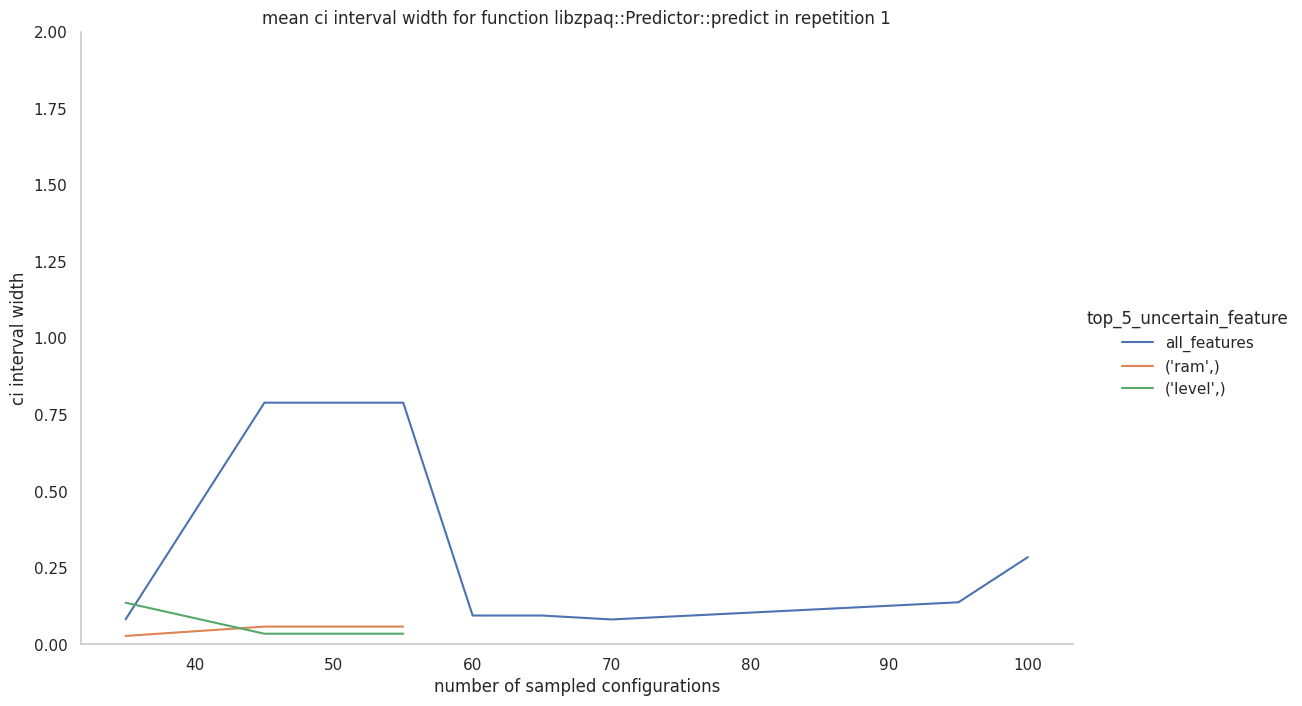 mean ci interval width for function libzpaq::Predictor::predict in repetition 1
2.00
1.75
1.50
1.25
1.00
0.75
0.50
0.25
0.00
ci interval width
40 50 60 70 80 90 100
number of sampled configurations
top_5_uncertain_feature
all_features
('ram',)
('level',)